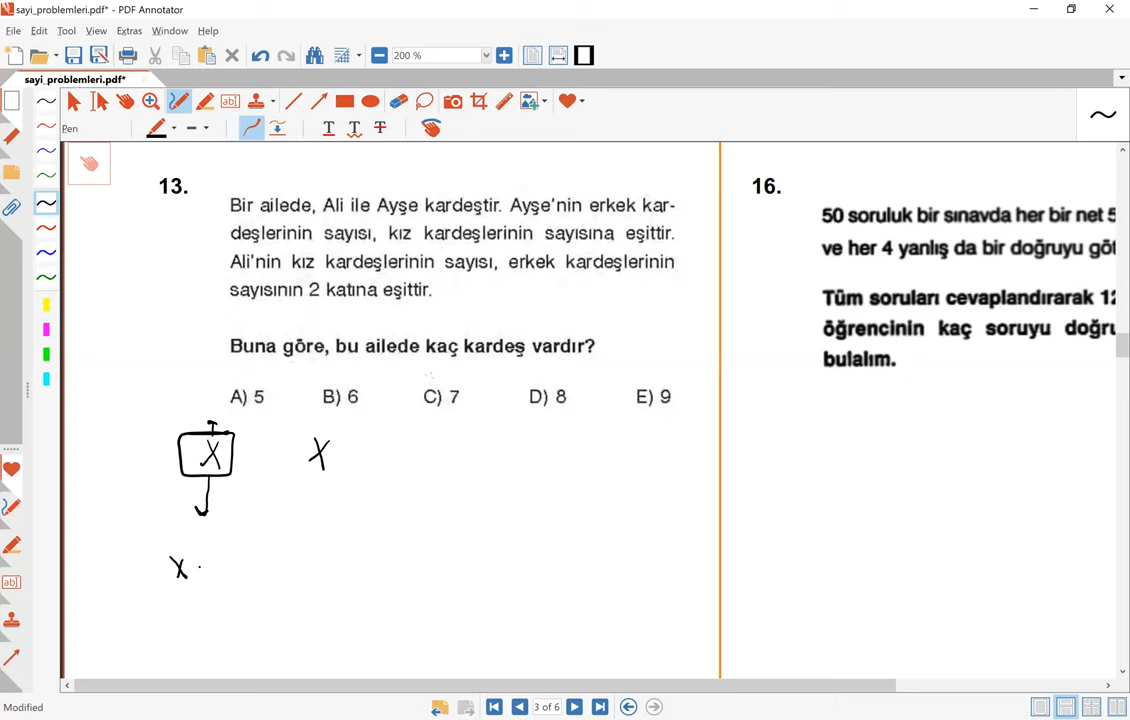 sayi_problemleri.pdf* - PDF Annotator
File Edit Tool View Extras Window Help
200 %
sayi_problemleri.pdf*
Pen
13.
Bir ailede, Ali ile Ayşe kardeştir. Ayşe'nin erkek kar-
deşlerinin sayısı, kız kardeşlerinin sayısına eşittir.
Ali'nin kız kardeşlerinin sayısı, erkek kardeşlerinin
sayısının 2 katına eşittir.
Buna göre, bu ailede kaç kardeş vardır?
A) 5 B) 6 C) 7 D) 8 E) 9
X X
X
16.
50 soruluk bir sınavda her bir net 5
ve her 4 yanlış da bir doğruyu göt
Tüm soruları cevaplandırarak 12
öğrencinin kaç soruyu doğru
bulalım.
Modified
3 of 6